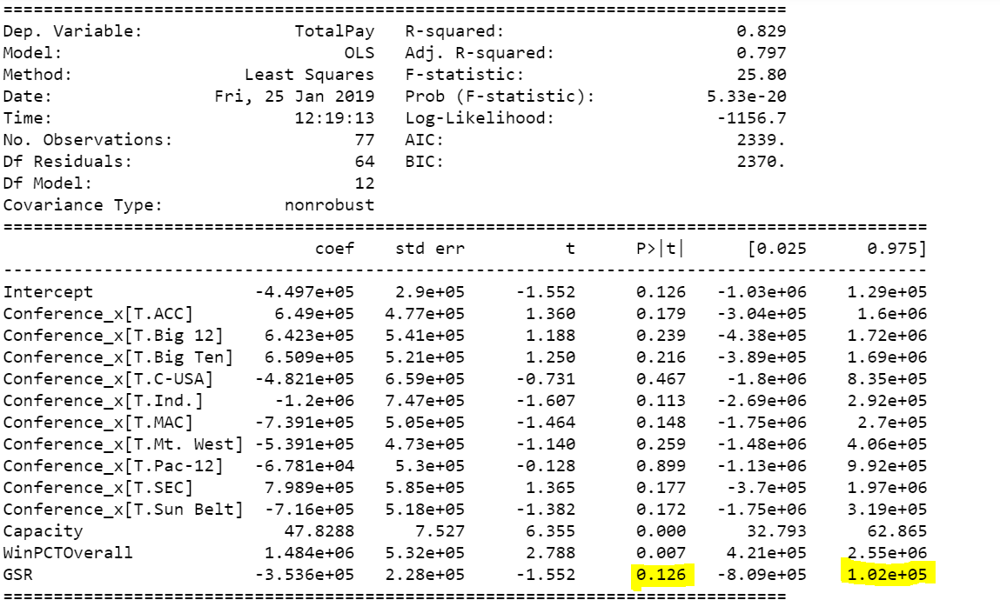 ==============================================================================
Dep. Variable:               TotalPay   R-squared:                       0.829
Model:                            OLS   Adj. R-squared:                  0.797
Method:                 Least Squares   F-statistic:                     25.80
Date:                Fri, 25 Jan 2019   Prob (F-statistic):           5.33e-20
Time:                        12:19:13   Log-Likelihood:                -1156.7
No. Observations:                  77   AIC:                             2339.
Df Residuals:                      64   BIC:                             2370.
Df Model:                          12
Covariance Type:            nonrobust
============================================================================================
                               coef    std err          t      P>|t|      [0.025      0.975]
--------------------------------------------------------------------------------------------
Intercept                -4.497e+05    2.9e+05     -1.552      0.126   -1.03e+06    1.29e+05
Conference_x[T.ACC]        6.49e+05   4.77e+05      1.360      0.179   -3.04e+05     1.6e+06
Conference_x[T.Big 12]    6.423e+05   5.41e+05      1.188      0.239   -4.38e+05    1.72e+06
Conference_x[T.Big Ten]   6.509e+05   5.21e+05      1.250      0.216   -3.89e+05    1.69e+06
Conference_x[T.C-USA]    -4.821e+05   6.59e+05     -0.731      0.467    -1.8e+06    8.35e+05
Conference_x[T.Ind.]       -1.2e+06   7.47e+05     -1.607      0.113   -2.69e+06    2.92e+05
Conference_x[T.MAC]      -7.391e+05   5.05e+05     -1.464      0.148   -1.75e+06     2.7e+05
Conference_x[T.Mt. West] -5.391e+05   4.73e+05     -1.140      0.259   -1.48e+06    4.06e+05
Conference_x[T.Pac-12]   -6.781e+04    5.3e+05     -0.128      0.899   -1.13e+06    9.92e+05
Conference_x[T.SEC]       7.989e+05   5.85e+05      1.365      0.177    -3.7e+05    1.97e+06
Conference_x[T.Sun Belt]  -7.16e+05   5.18e+05     -1.382      0.172   -1.75e+06    3.19e+05
Capacity                    47.8288      7.527      6.355      0.000      32.793      62.865
WinPCTOverall             1.484e+06   5.32e+05      2.788      0.007    4.21e+05    2.55e+06
GSR                      -3.536e+05   2.28e+05     -1.552      0.126   -8.09e+05    1.02e+05
==============================================================================